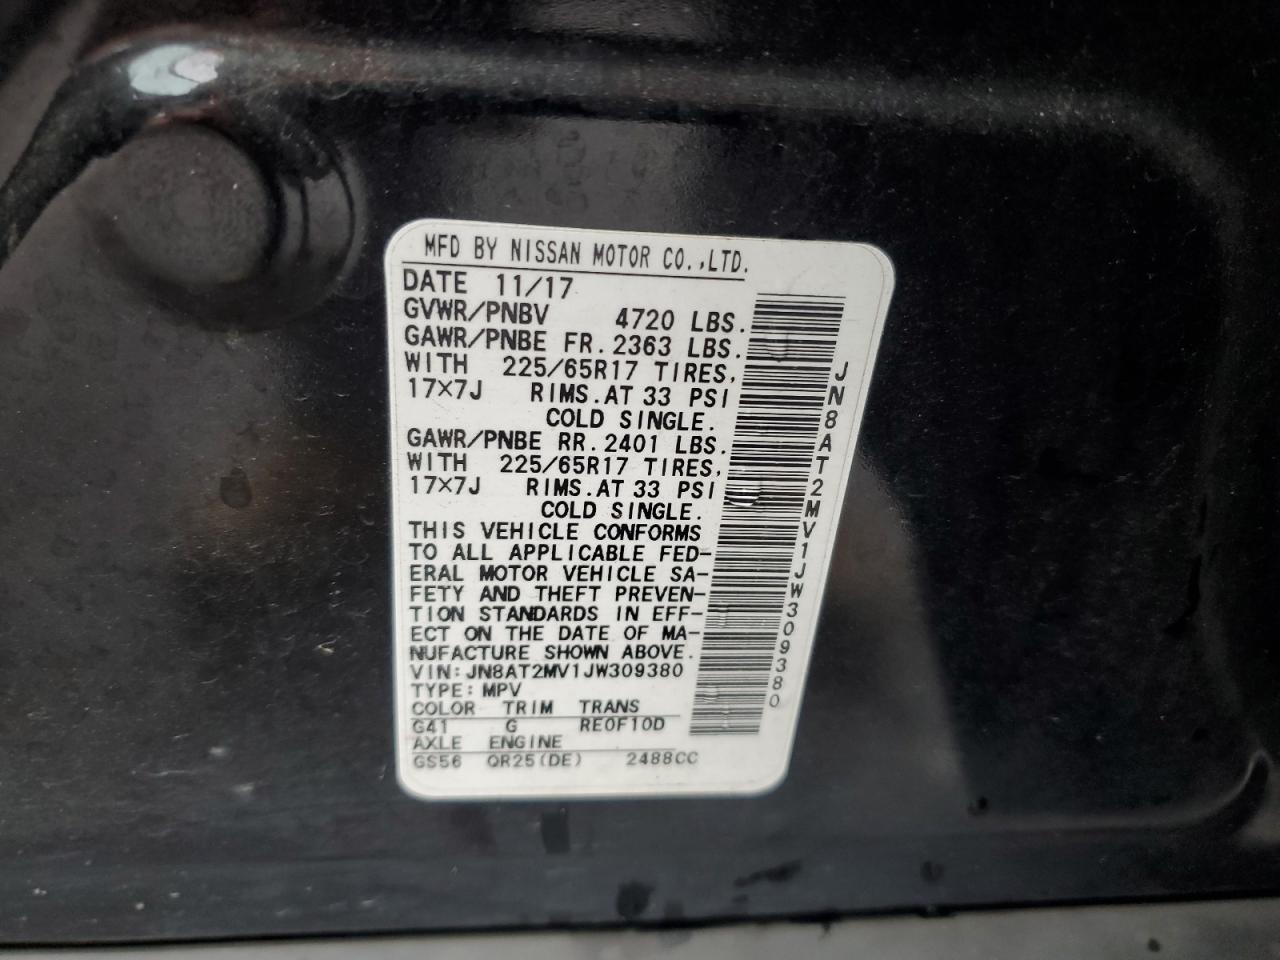 MFD BY NISSAN MOTOR CO.,LTD.
DATE 11/17
GVWR/PNBV 4720 LBS.
GAWR/PNBE FR. 2363 LBS.
WITH 225/65R17 TIRES,
17×7J RIMS. AT 33 PSI
COLD SINGLE.
GAWR/PNBE RR. 2401 LBS.
WITH 225/65R17 TIRES,
17×7J RIMS. AT 33 PSI
COLD SINGLE.
THIS VEHICLE CONFORMS
TO ALL APPLICABLE FED-
ERAL MOTOR VEHICLE SA-
FETY AND THEFT PREVEN-
TION STANDARDS IN EFF-
ECT ON THE DATE OF MA-
NUFACTURE SHOWN ABOVE.
VIN: JN8AT2MV1JW309380
TYPE: MPV
COLOR TRIM TRANS
G41 G RE0F10D
AXLE ENGINE
GS56 QR25(DE) 2488CC
JN8AT2MV1JW309380